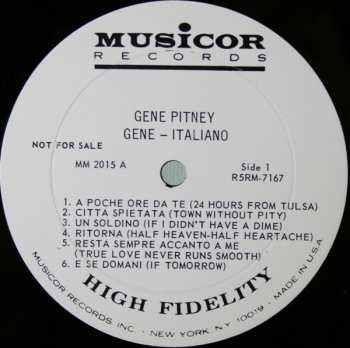 MUSICOR
RECORDS
GENE PITNEY
GENE – ITALIANO
NOT FOR SALE
MM 2015 A
Side 1
R5RM-7167
1. A POCHE ORE DA TE (24 HOURS FROM TULSA)
2. CITTA SPIETATA (TOWN WITHOUT PITY)
3. UN SOLDINO (IF I DIDN'T HAVE A DIME)
4. RITORNA (HALF HEAVEN-HALF HEARTACHE)
5. RESTA SEMPRE ACCANTO A ME
(TRUE LOVE NEVER RUNS SMOOTH)
6. E SE DOMANI (IF TOMORROW)
HIGH FIDELITY
MUSICOR RECORDS, INC. • NEW YORK, N.Y. 10019 • MADE IN U.S.A.